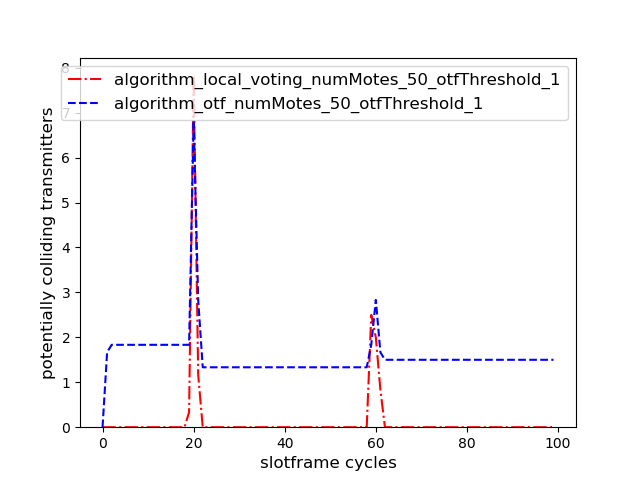 8
algorithm_local_voting_numMotes_50_otfThreshold_1
algorithm_otf_numMotes_50_otfThreshold_1
7
6
5
4
3
2
1
0
potentially colliding transmitters
0 20 40 60 80 100
slotframe cycles